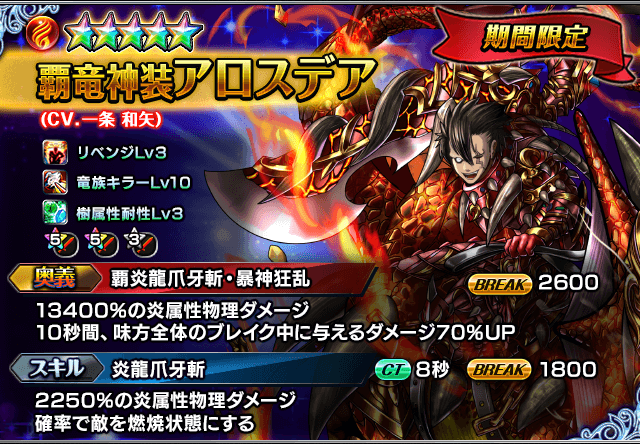 期間限定
覇竜神装アロスデア
(CV.一条 和矢)
リベンジLv3
竜族キラーLv10
樹属性耐性Lv3
5 5 3
奥義 覇炎龍爪牙斬・暴神狂乱 BREAK 2600
13400%の炎属性物理ダメージ
10秒間、味方全体のブレイク中に与えるダメージ70%UP
スキル 炎龍爪牙斬 CT 8秒 BREAK 1800
2250%の炎属性物理ダメージ
確率で敵を燃焼状態にする